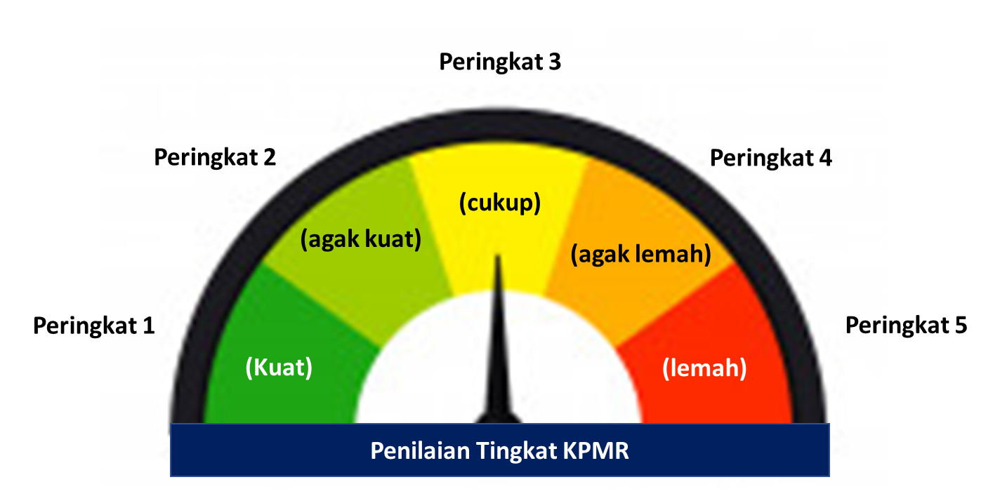 Peringkat 3
Peringkat 2
Peringkat 4
(cukup)
(agak kuat)
(agak lemah)
Peringkat 1
Peringkat 5
(Kuat)
(lemah)
Penilaian Tingkat KPMR